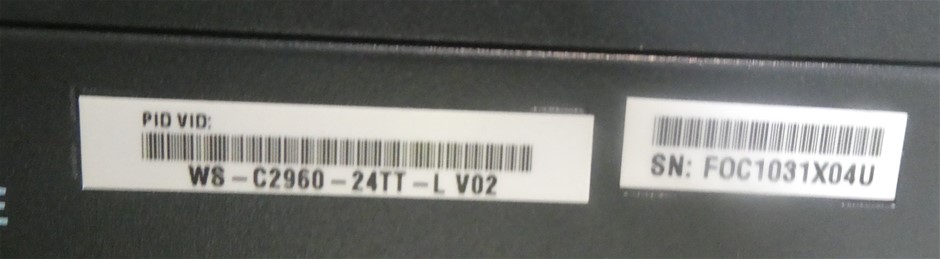 PID VID:
WS-C2960-24TT-L V02
SN: FOC1031X04U